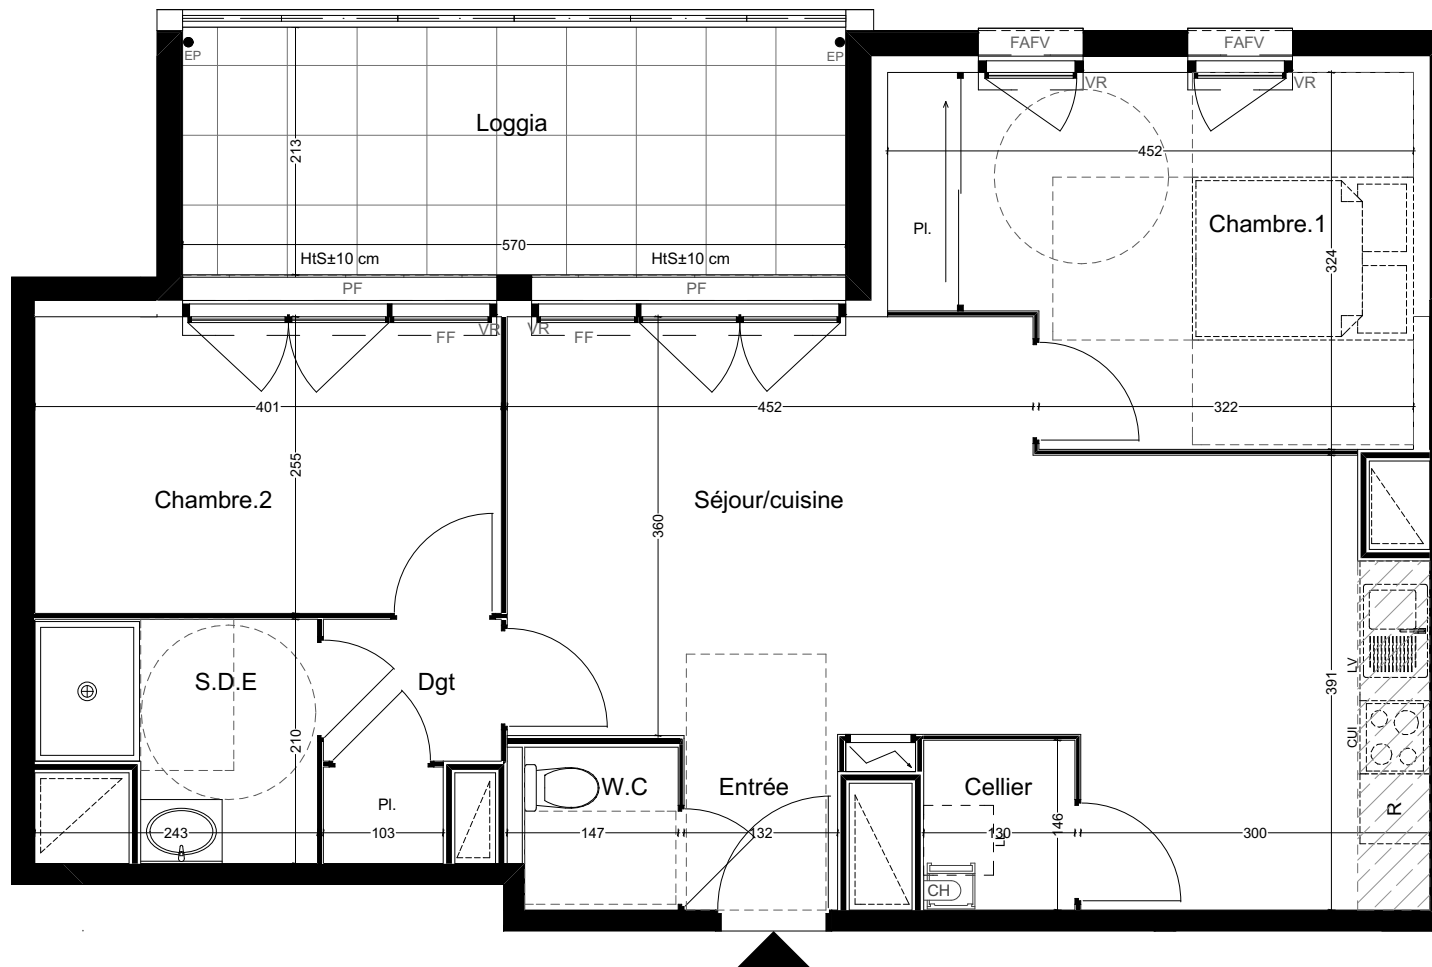 FAFV
FAFV
EP
EP
VR
VR
Loggia
213
452
Pl.
Chambre.1
570
HtS±10 cm
HtS±10 cm
324
PF
PF
VR
VR
FF
FF
401
452
322
255
Chambre.2
Séjour/cuisine
360
S.D.E
Dgt
LV
391
210
CUI
W.C
Entrée
Cellier
Pl.
R
243
103
147
132
130
146
300
LL
CH